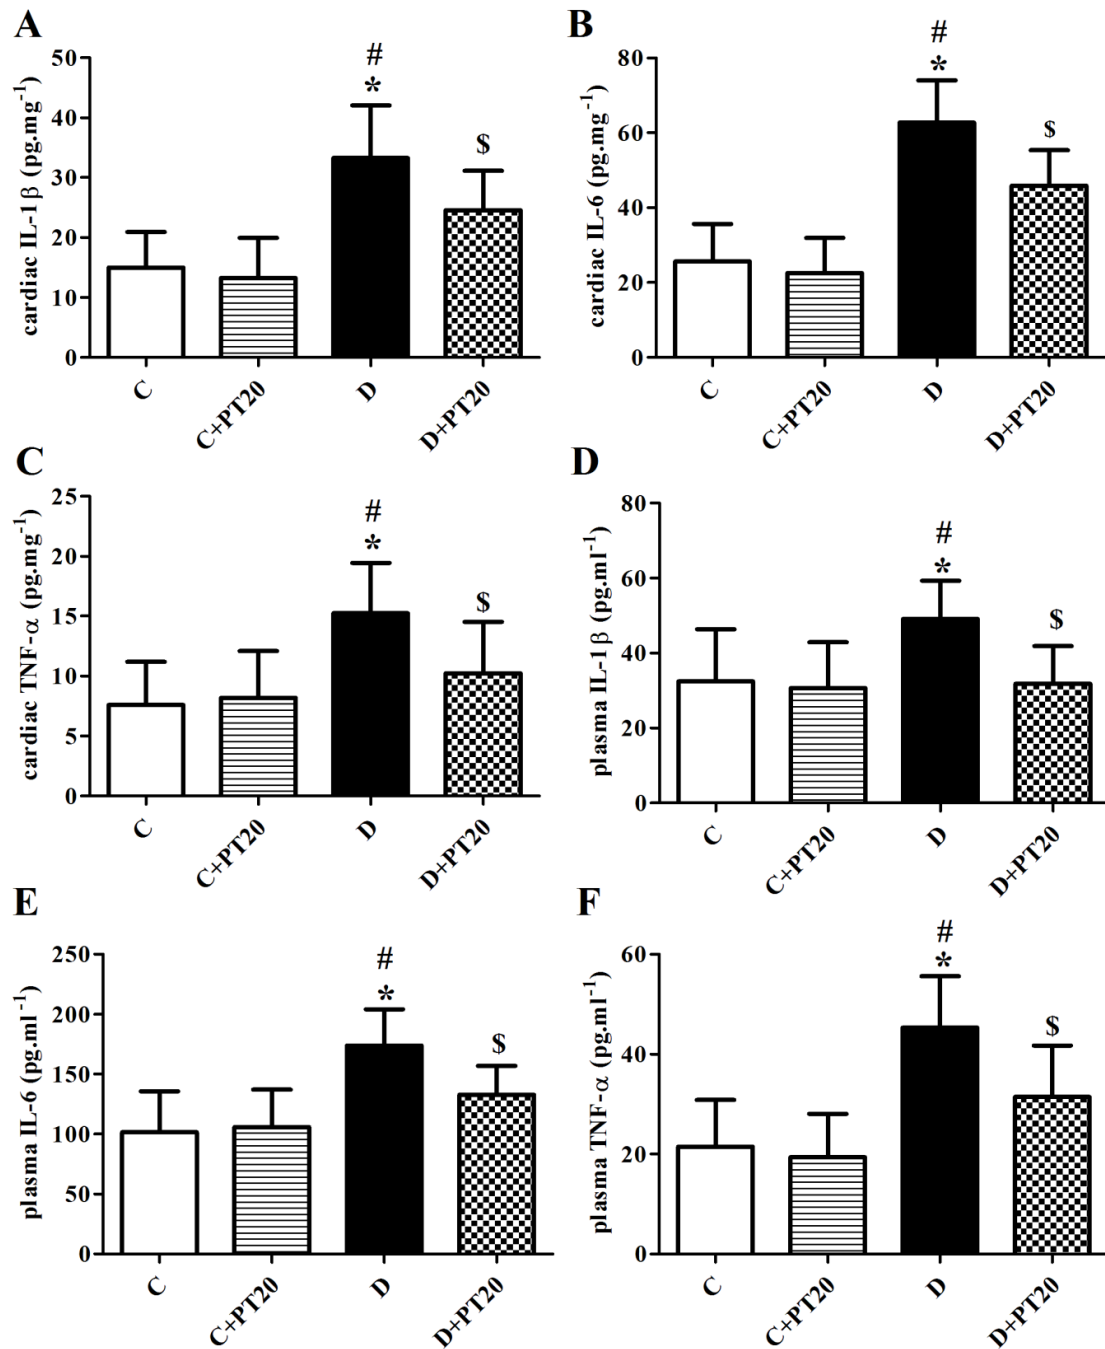 A
cardiac IL-1β (pg.mg⁻¹)
50
40
30
20
10
0
#
*
$
C
C+PT20
D
D+PT20
B
cardiac IL-6 (pg.mg⁻¹)
80
60
40
20
0
#
*
$
C
C+PT20
D
D+PT20
C
cardiac TNF-α (pg.mg⁻¹)
25
20
15
10
5
0
#
*
$
C
C+PT20
D
D+PT20
D
plasma IL-1β (pg.ml⁻¹)
80
60
40
20
0
#
*
$
C
C+PT20
D
D+PT20
E
plasma IL-6 (pg.ml⁻¹)
250
200
150
100
50
0
#
*
$
C
C+PT20
D
D+PT20
F
plasma TNF-α (pg.ml⁻¹)
60
40
20
0
#
*
$
C
C+PT20
D
D+PT20